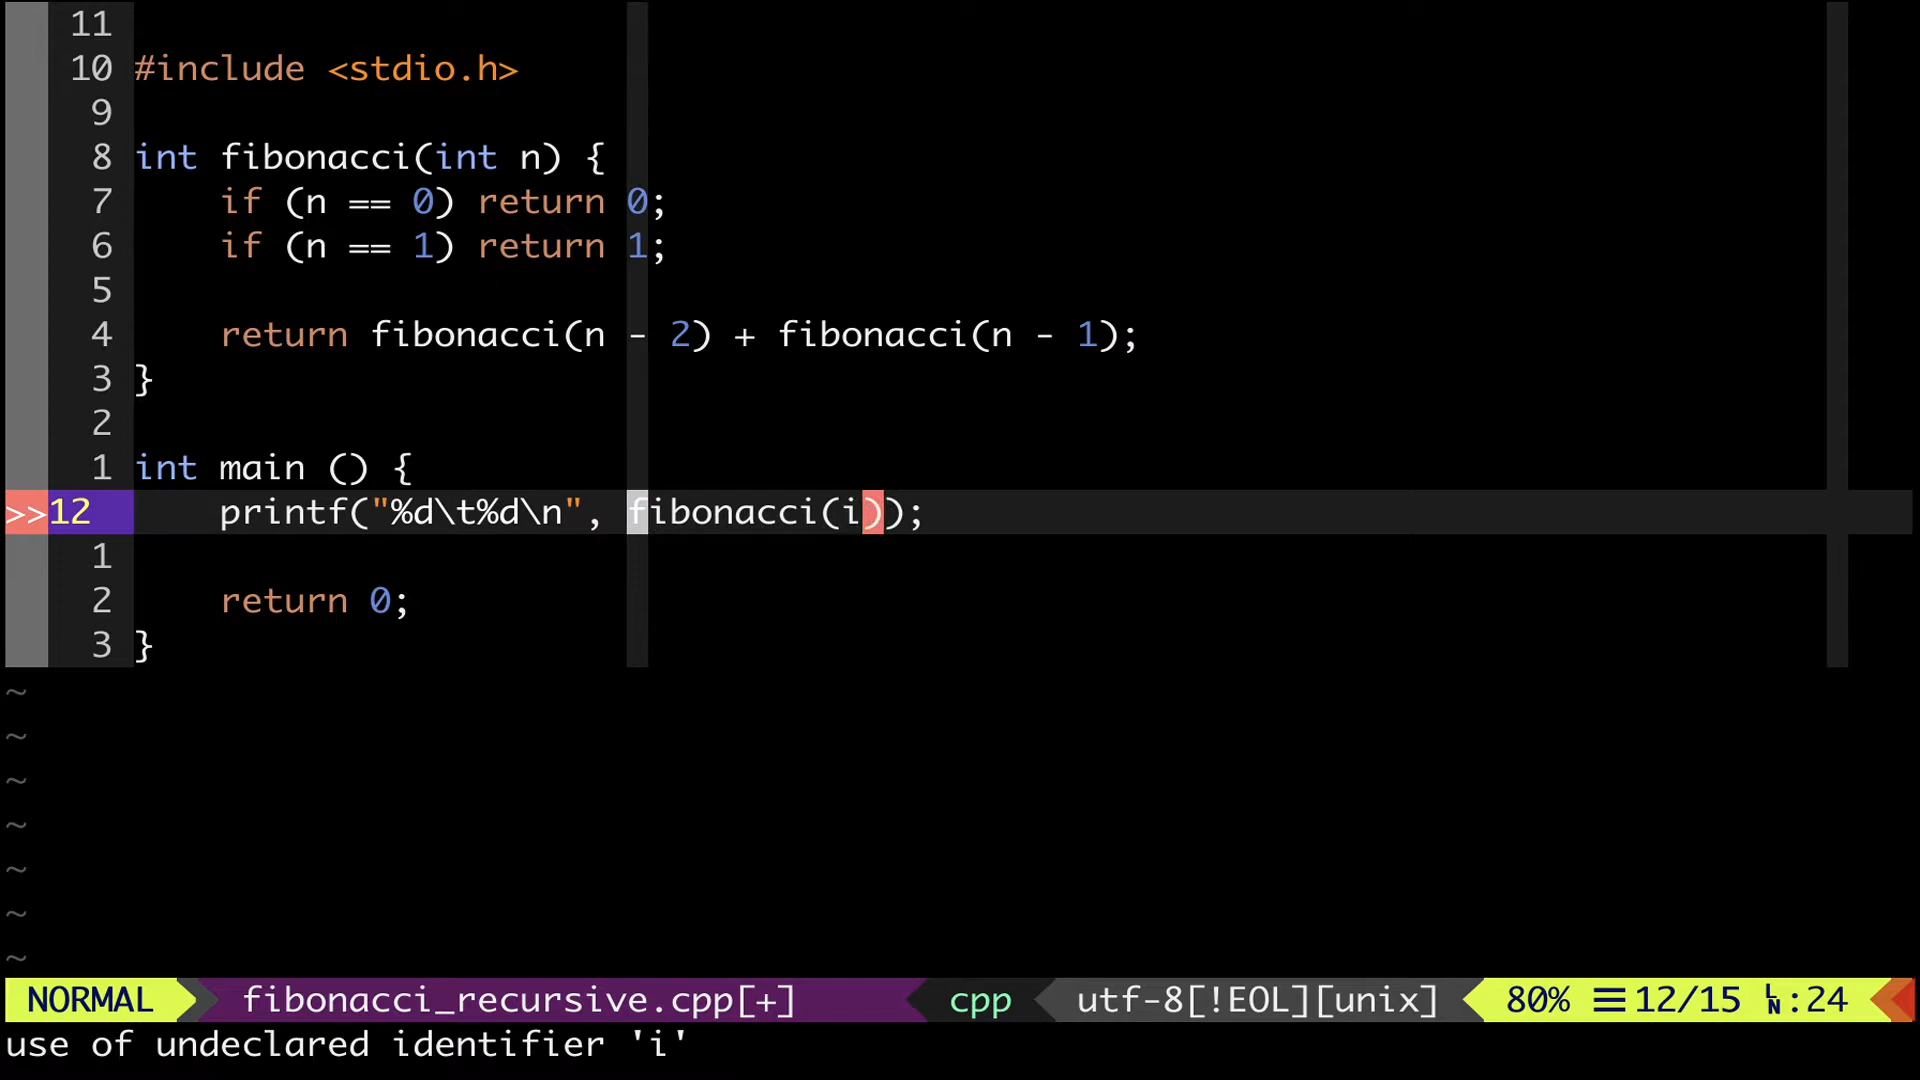 11
10 #include <stdio.h>
9
8 int fibonacci(int n) {
7     if (n == 0) return 0;
6     if (n == 1) return 1;
5
4     return fibonacci(n - 2) + fibonacci(n - 1);
3 }
2
1 int main () {
>>12     printf("%d\t%d\n", fibonacci(i));
1
2     return 0;
3 }
~
~
~
~
~
~
~
NORMAL fibonacci_recursive.cpp[+] cpp utf-8[!EOL][unix] 80% ☰ 12/15 ␤:24
use of undeclared identifier 'i'